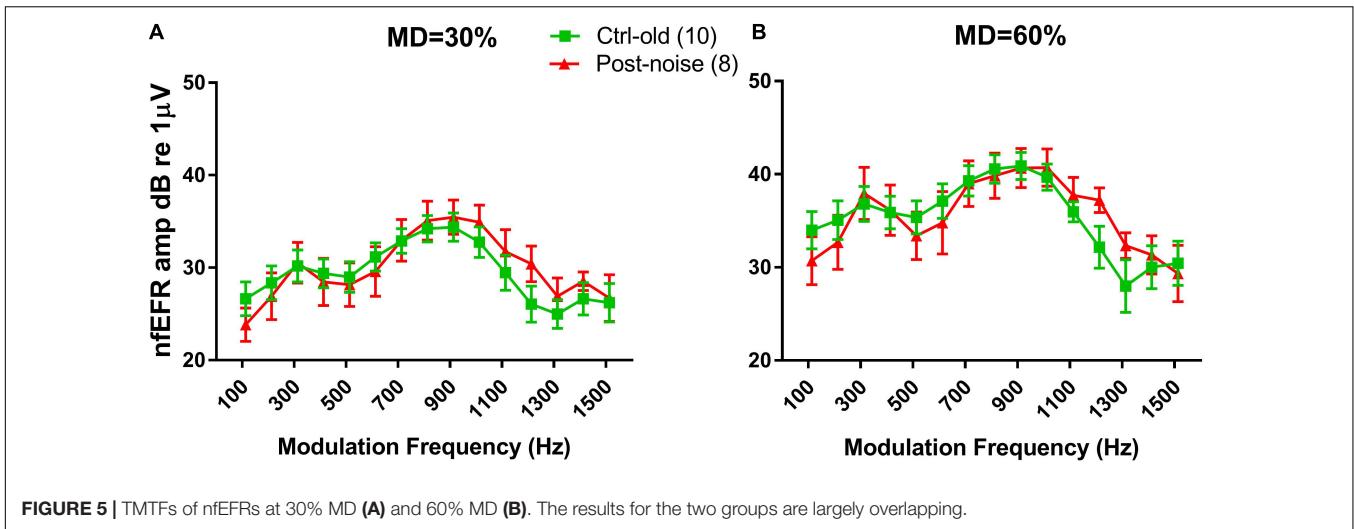 A
MD=30%
Ctrl-old (10)
Post-noise (8)
B
MD=60%
nfEFR amp dB re 1μV
50
40
30
20
100
300
500
700
900
1100
1300
1500
Modulation Frequency (Hz)
50
40
30
20
100
300
500
700
900
1100
1300
1500
Modulation Frequency (Hz)
FIGURE 5 | TMTFs of nfEFRs at 30% MD (A) and 60% MD (B). The results for the two groups are largely overlapping.